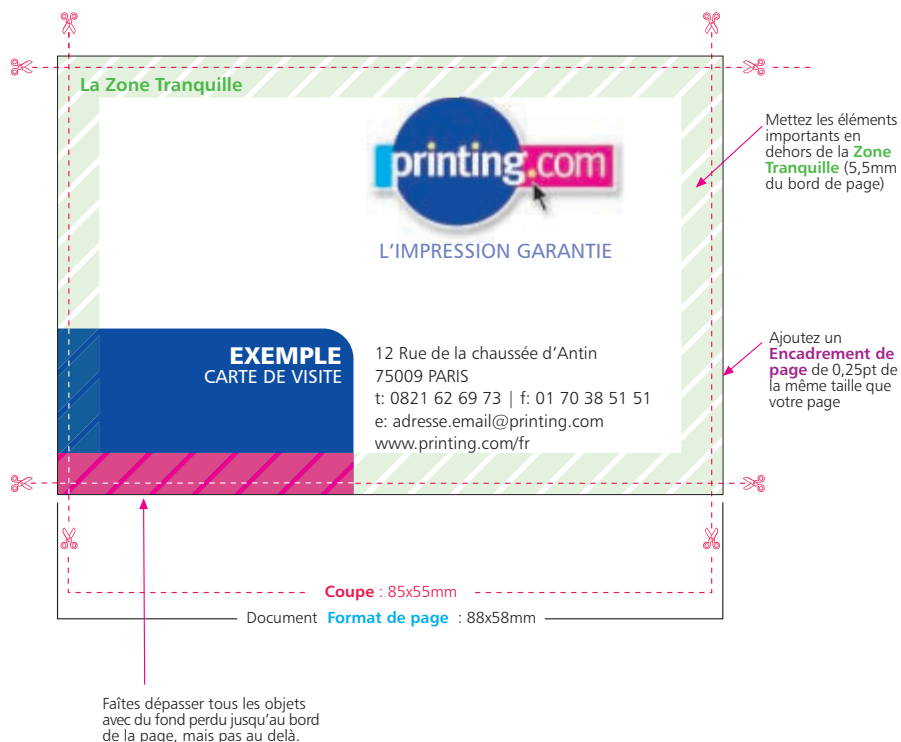 La Zone Tranquille
printing.com
L'IMPRESSION GARANTIE
Mettez les éléments
importants en
dehors de la Zone
Tranquille (5,5mm
du bord de page)
Ajoutez un
Encadrement de
page de 0,25pt de
la même taille que
votre page
EXEMPLE
CARTE DE VISITE
12 Rue de la chaussée d'Antin
75009 PARIS
t: 0821 62 69 73 | f: 01 70 38 51 51
e: adresse.email@printing.com
www.printing.com/fr
Coupe : 85x55mm
Document Format de page : 88x58mm
Faîtes dépasser tous les objets
avec du fond perdu jusqu'au bord
de la page, mais pas au delà.